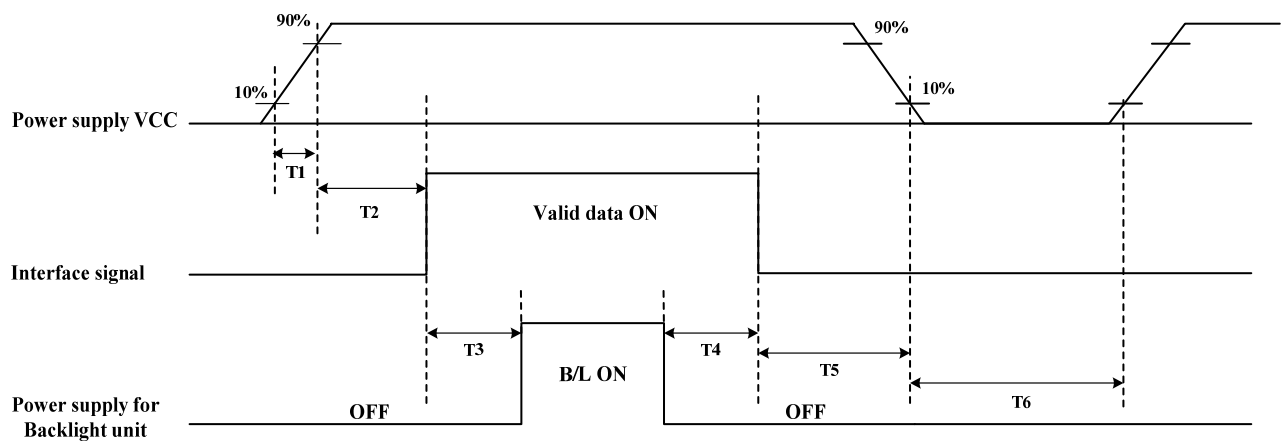 90%
90%
10%
10%
Power supply VCC
T1
T2
Valid data ON
Interface signal
T3
T4
T5
B/L ON
T6
Power supply for
Backlight unit
OFF
OFF